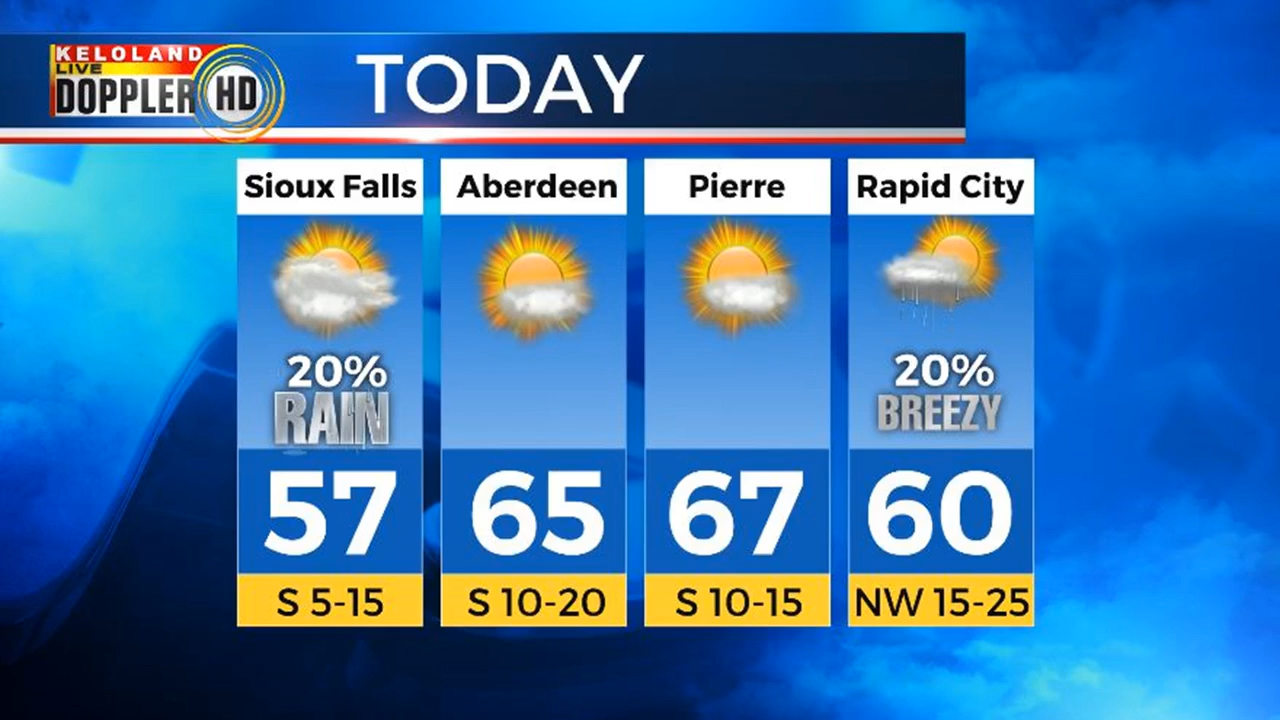 KELOLAND
LIVE
DOPPLER HD
TODAY
Sioux Falls
20%
RAIN
57
S 5-15
Aberdeen
65
S 10-20
Pierre
67
S 10-15
Rapid City
20%
BREEZY
60
NW 15-25